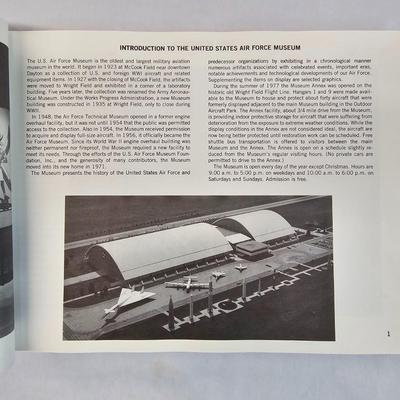 INTRODUCTION TO THE UNITED STATES AIR FORCE MUSEUM
The U.S. Air Force Museum is the oldest and largest military aviation
museum in the world. It began in 1923 at McCook Field near downtown
Dayton as a collection of U.S. and foreign WWI aircraft and related
equipment items. In 1927 with the closing of McCook Field, the artifacts
were moved to Wright Field and exhibited in a corner of a laboratory
building. Five years later, the collection was renamed the Army Aeronau-
tical Museum. Under the Works Progress Administration, a new Museum
building was constructed in 1935 at Wright Field, only to close during
WWII.
In 1948, the Air Force Technical Museum opened in a former engine
overhaul facility, but it was not until 1954 that the public was permitted
access to the collection. Also in 1954, the Museum received permission
to acquire and display full-size aircraft. In 1956, it officially became the
Air Force Museum. Since its World War II engine overhaul building was
neither permanent nor fireproof, the Museum required a new facility to
meet its needs. Through the efforts of the U.S. Air Force Museum Foun-
dation, Inc., and the generosity of many contributors, the Museum
moved into its new home in 1971.
The Museum presents the history of the United States Air Force and
predecessor organizations by exhibiting in a chronological manner
numerous artifacts associated with celebrated events, important eras,
notable achievements and technological developments of our Air Force.
Supplementing the items on display are selected graphics.
During the summer of 1977 the Museum Annex was opened on the
historic old Wright Field Flight Line. Hangars 1 and 9 were made avail-
able to the Museum to house and protect about forty aircraft that were
formerly displayed adjacent to the main Museum building in the Outdoor
Aircraft Park. The Annex facility, about 3/4 mile drive from the Museum,
is providing indoor protective storage for aircraft that were suffering from
deterioration from the exposure to extreme weather conditions. While the
display conditions in the Annex are not considered ideal, the aircraft are
now being better protected until restoration work can be scheduled. Free
shuttle bus transportation is offered to visitors between the main
Museum and the Annex. The Annex is open on a schedule slightly re-
duced from the Museum's regular visiting hours. (No private cars are
permitted to drive to the Annex.)
The Museum is open every day of the year except Christmas. Hours are
9:00 a.m. to 5:00 p.m. on weekdays and 10:00 a.m. to 6:00 p.m. on
Saturdays and Sundays. Admission is free.
1